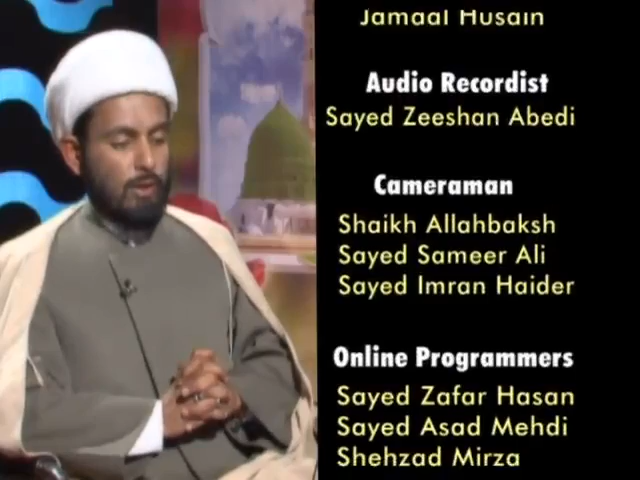 Jamaal Husain
Audio Recordist
Sayed Zeeshan Abedi
Cameraman
Shaikh Allahbaksh
Sayed Sameer Ali
Sayed Imran Haider
Online Programmers
Sayed Zafar Hasan
Sayed Asad Mehdi
Shehzad Mirza